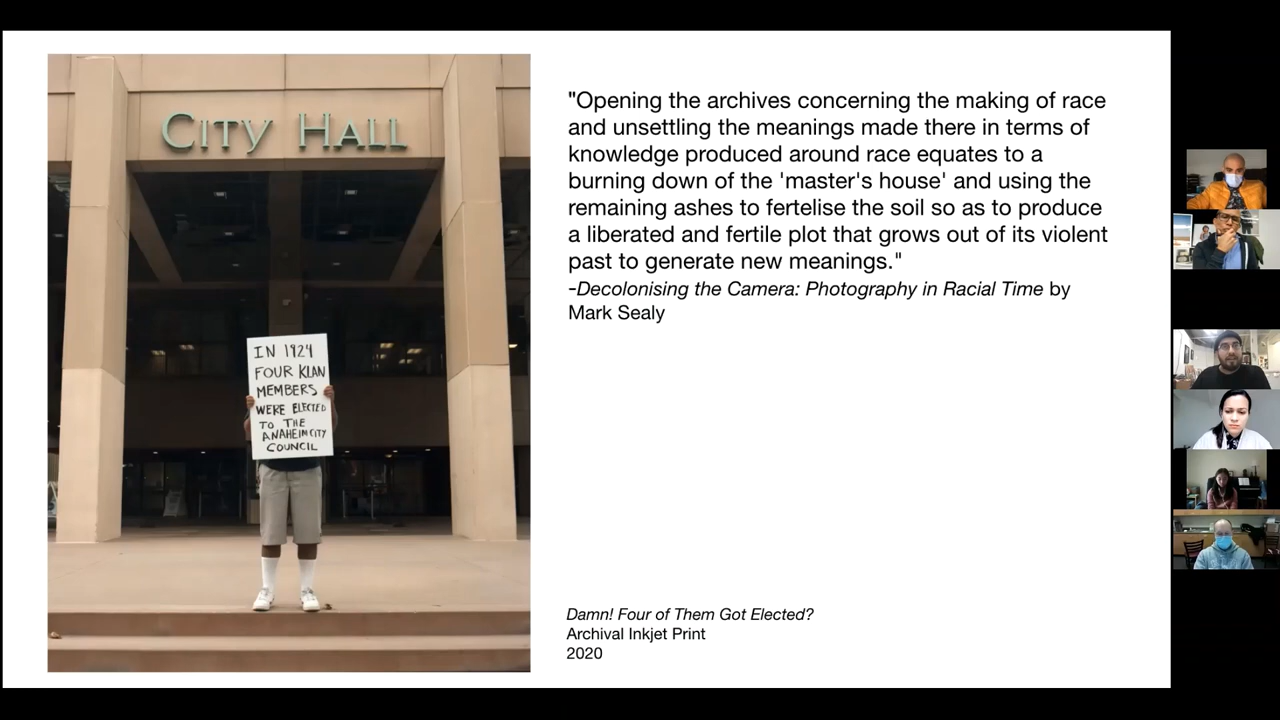 CITY HALL
IN 1924
FOUR KLAN
MEMBERS
WERE ELECTED
TO THE
ANAHEIM CITY
COUNCIL
"Opening the archives concerning the making of race
and unsettling the meanings made there in terms of
knowledge produced around race equates to a
burning down of the 'master's house' and using the
remaining ashes to fertelise the soil so as to produce
a liberated and fertile plot that grows out of its violent
past to generate new meanings."
-Decolonising the Camera: Photography in Racial Time by
Mark Sealy
Damn! Four of Them Got Elected?
Archival Inkjet Print
2020